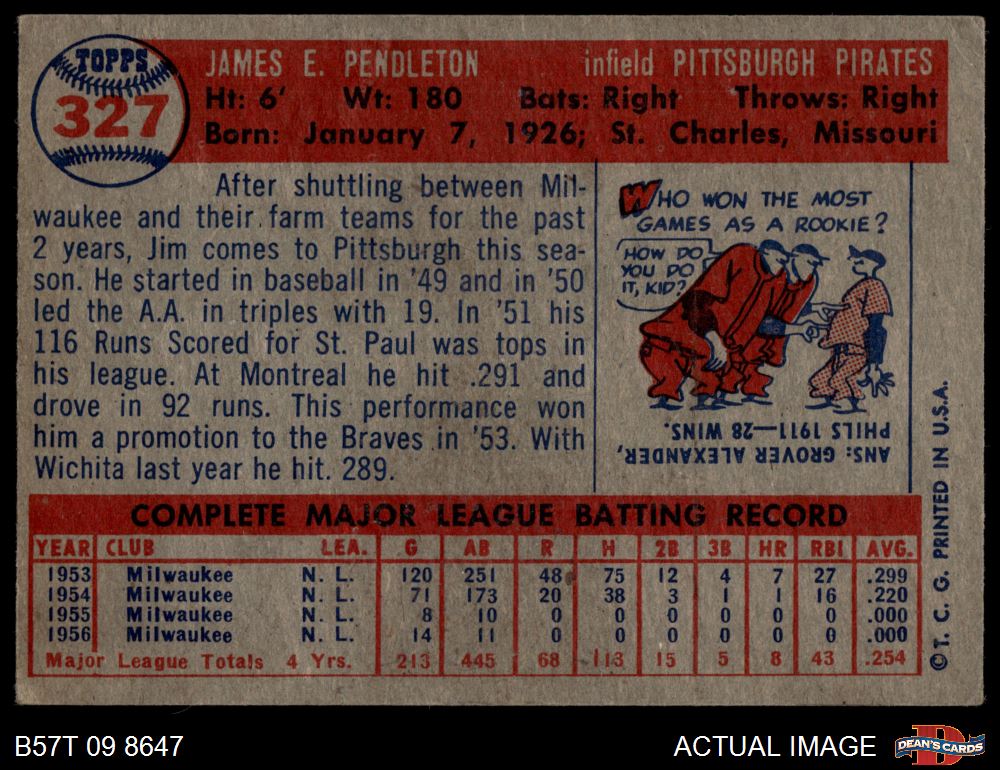 TOPPS
327
JAMES E. PENDLETON infield PITTSBURGH PIRATES
Ht: 6' Wt: 180 Bats: Right Throws: Right
Born: January 7, 1926; St. Charles, Missouri
After shuttling between Mil-
waukee and their farm teams for the past
2 years, Jim comes to Pittsburgh this sea-
son. He started in baseball in '49 and in '50
led the A.A. in triples with 19. In '51 his
116 Runs Scored for St. Paul was tops in
his league. At Montreal he hit .291 and
drove in 92 runs. This performance won
him a promotion to the Braves in '53. With
Wichita last year he hit. 289.
WHO WON THE MOST
GAMES AS A ROOKIE?
HOW DO
YOU DO
IT, KID?
ANS: GROVER ALEXANDER,
PHILS 1911—28 WINS.
COMPLETE MAJOR LEAGUE BATTING RECORD
YEAR CLUB LEA. G AB R H 2B 3B HR RBI AVG.
1953 Milwaukee N. L. 120 251 48 75 12 4 7 27 .299
1954 Milwaukee N. L. 71 173 20 38 3 1 1 16 .220
1955 Milwaukee N. L. 8 10 0 0 0 0 0 0 .000
1956 Milwaukee N. L. 14 11 0 0 0 0 0 0 .000
Major League Totals 4 Yrs. 213 445 68 113 15 5 8 43 .254
© T. C. G. PRINTED IN U.S.A.
B57T 09 8647
ACTUAL IMAGE
D
DEAN'S CARDS